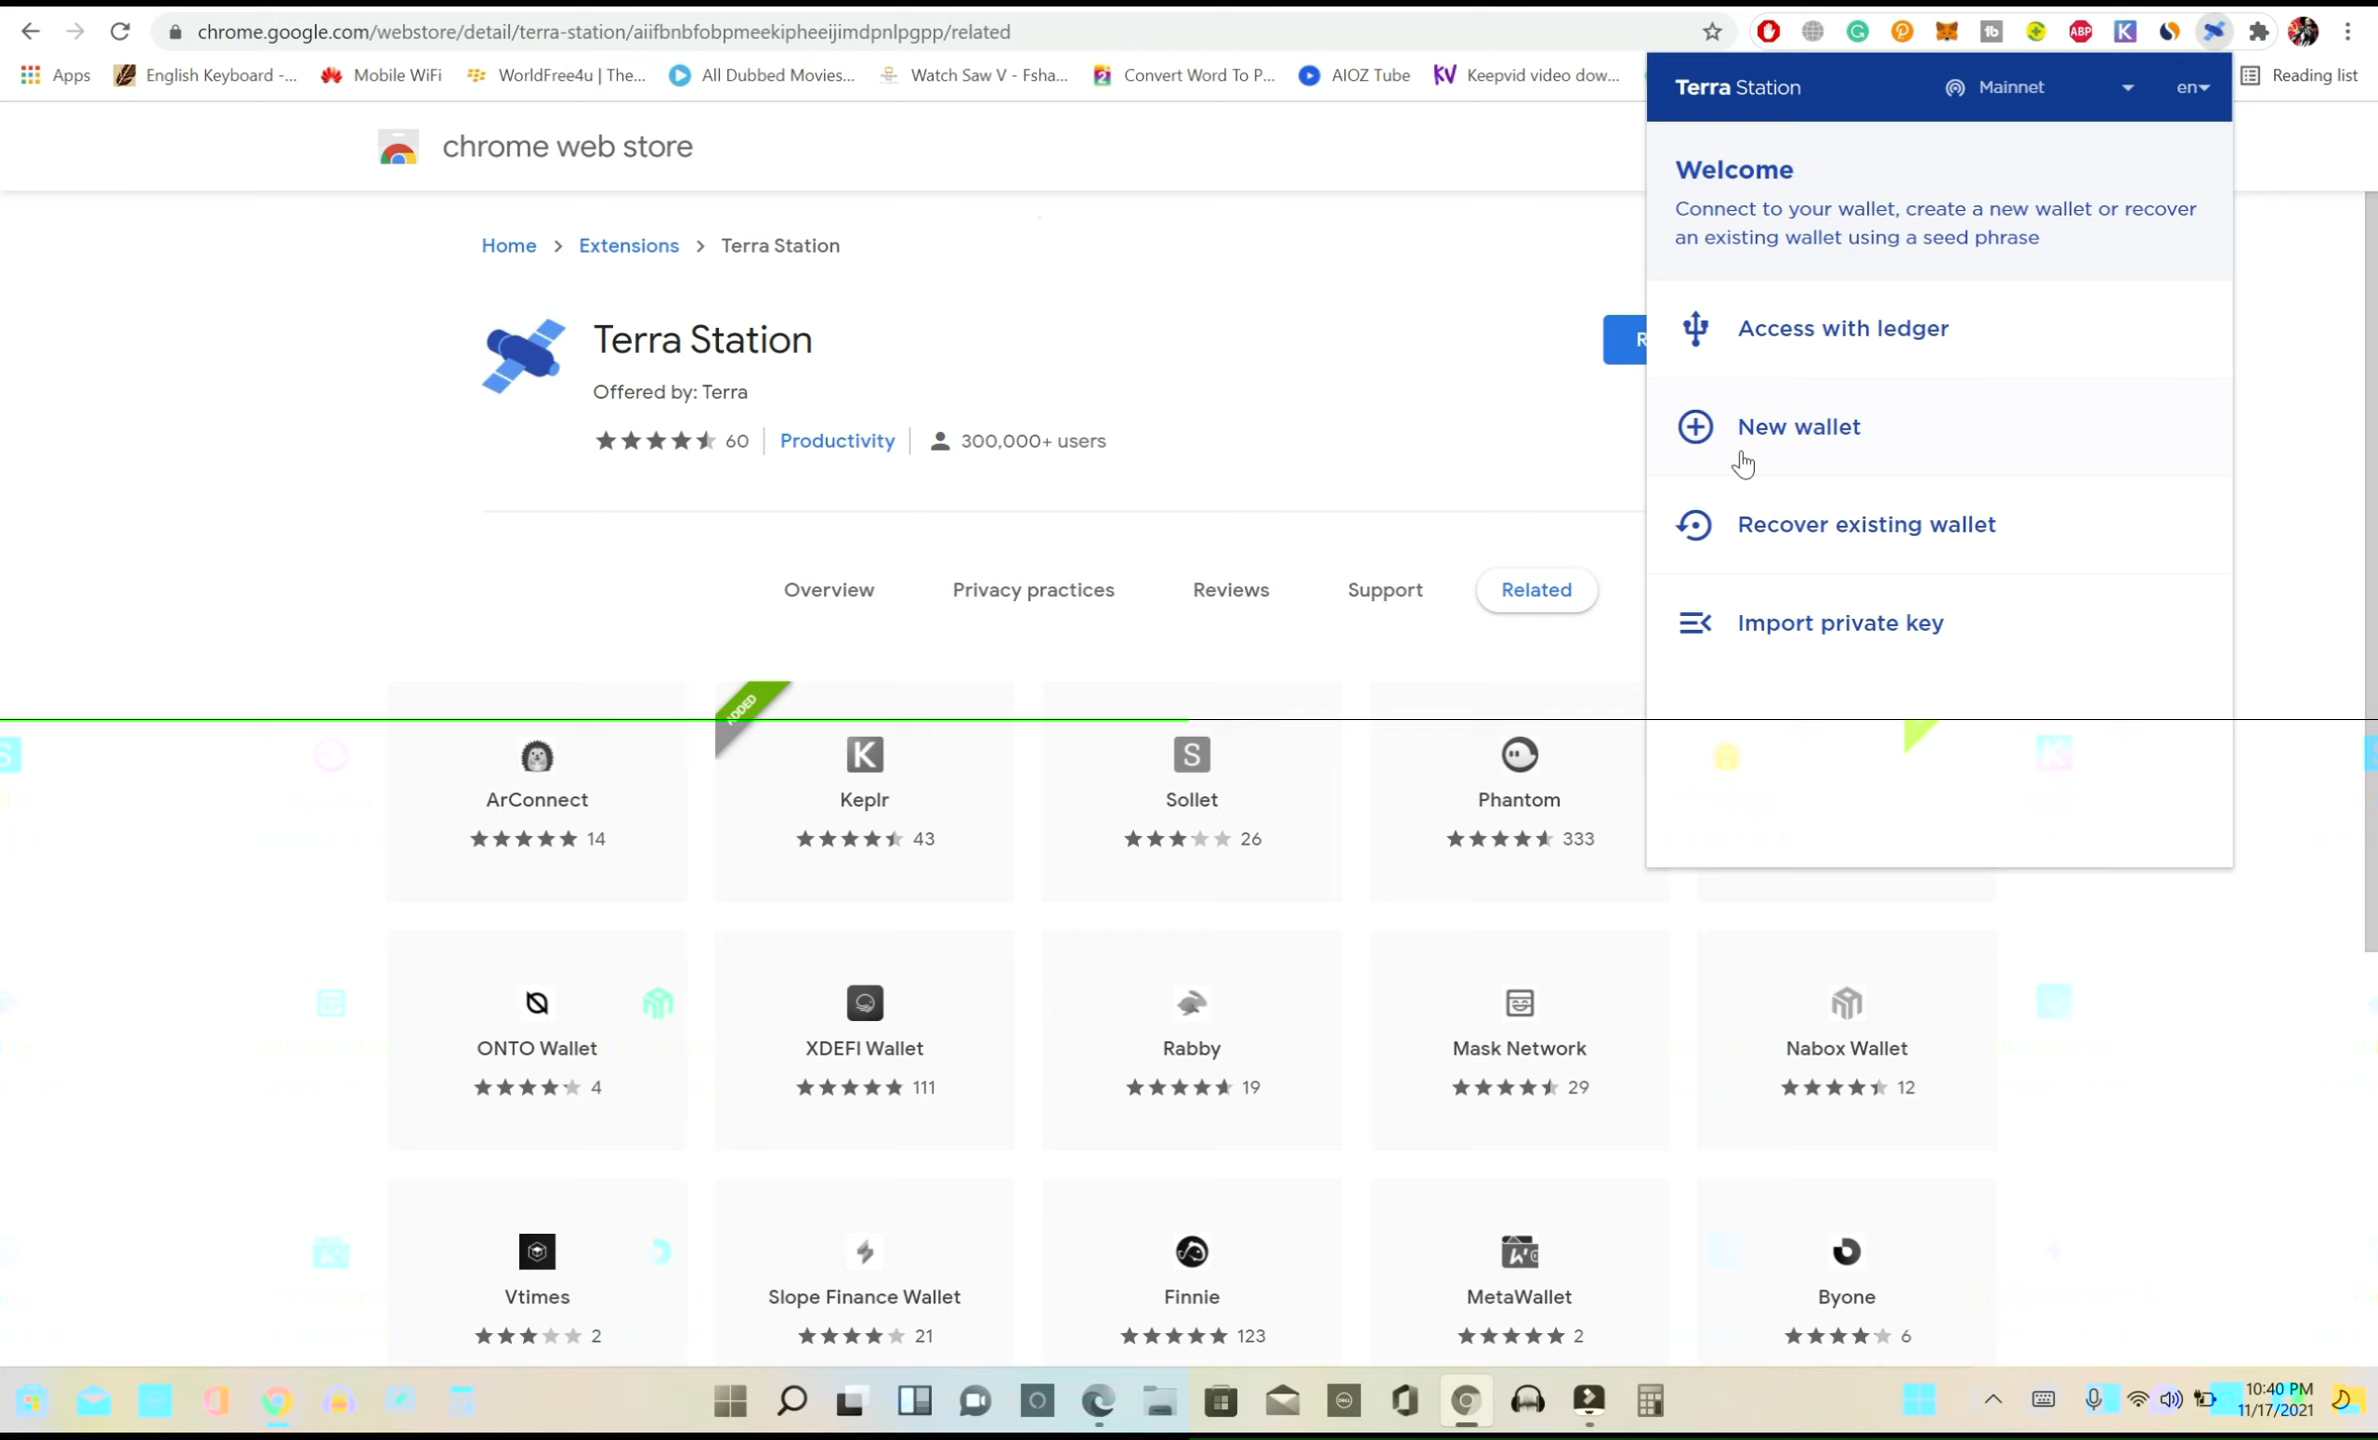 chrome.google.com/webstore/detail/terra-station/aiifbnbfobpmeekipheeijimdpnlpgpp/related
Apps
English Keyboard -...
Mobile WiFi
WorldFree4u | The...
All Dubbed Movies...
Watch Saw V - Fsha...
Convert Word To P...
AIOZ Tube
Keepvid video dow...
Reading list
Terra Station
Mainnet
en
chrome web store
Welcome
Connect to your wallet, create a new wallet or recover
an existing wallet using a seed phrase
Access with ledger
New wallet
Recover existing wallet
Import private key
Home > Extensions > Terra Station
Terra Station
R
Offered by: Terra
60
Productivity
300,000+ users
Overview
Privacy practices
Reviews
Support
Related
ADDED
ArConnect
14
Keplr
43
Sollet
26
Phantom
333
ONTO Wallet
4
XDEFI Wallet
111
Rabby
19
Mask Network
29
Nabox Wallet
12
Vtimes
2
Slope Finance Wallet
21
Finnie
123
MetaWallet
2
Byone
6
10:40 PM
11/17/2021